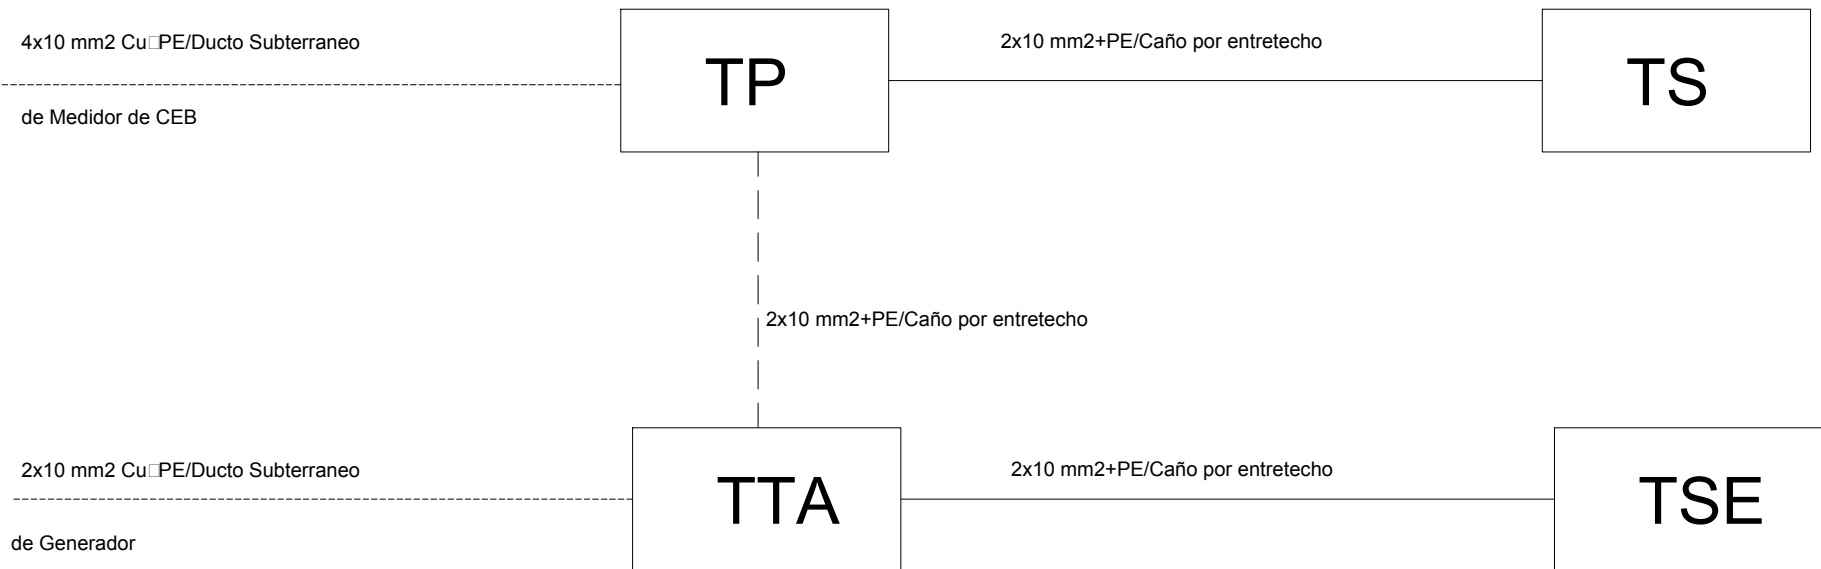 4x10 mm2 Cu□PE/Ducto Subterraneo
2x10 mm2+PE/Caño por entretecho
TP
TS
de Medidor de CEB
2x10 mm2+PE/Caño por entretecho
2x10 mm2 Cu□PE/Ducto Subterraneo
2x10 mm2+PE/Caño por entretecho
TTA
TSE
de Generador